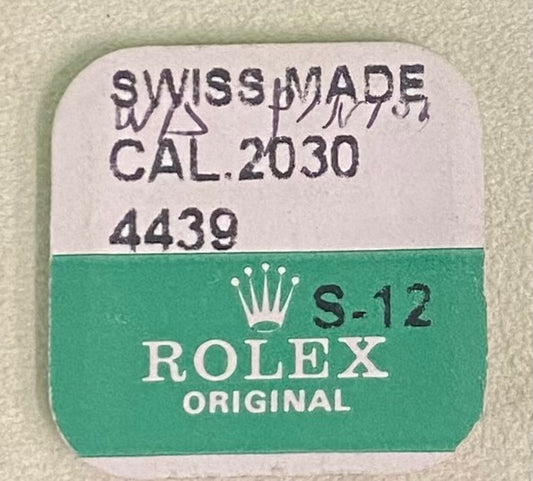 SWISS MADE
CAL.2030
4439
S-12
ROLEX
ORIGINAL